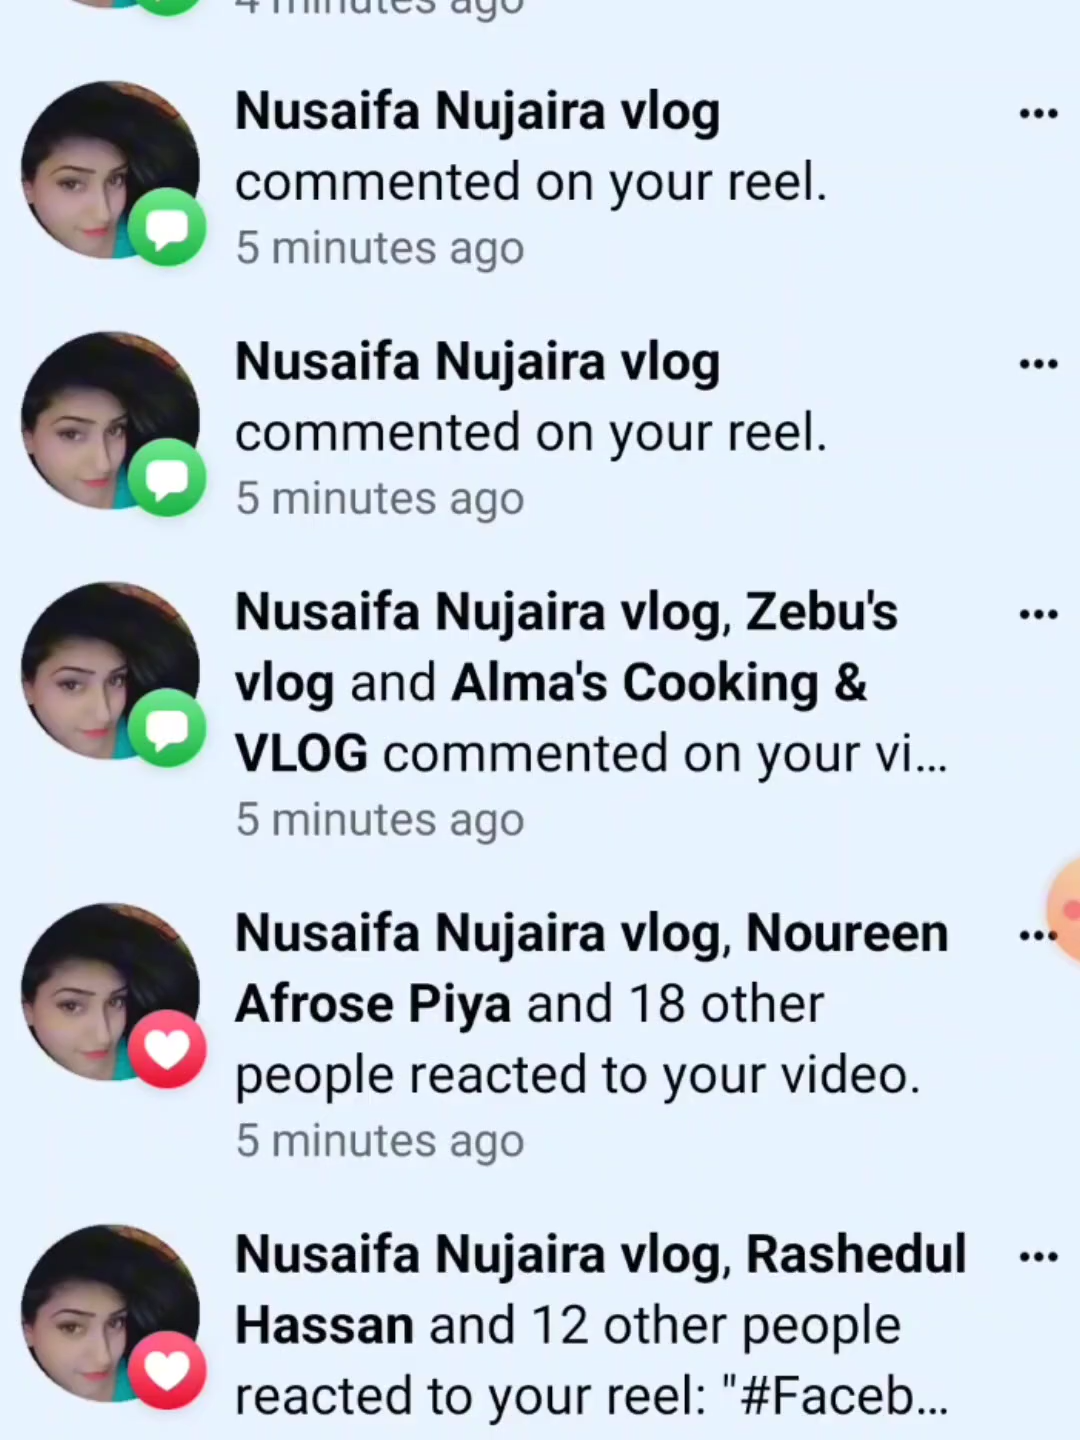 4 minutes ago
Nusaifa Nujaira vlog
commented on your reel.
5 minutes ago
Nusaifa Nujaira vlog
commented on your reel.
5 minutes ago
Nusaifa Nujaira vlog, Zebu's
vlog and Alma's Cooking &
VLOG commented on your vi...
5 minutes ago
Nusaifa Nujaira vlog, Noureen
Afrose Piya and 18 other
people reacted to your video.
5 minutes ago
Nusaifa Nujaira vlog, Rashedul
Hassan and 12 other people
reacted to your reel: "#Faceb...